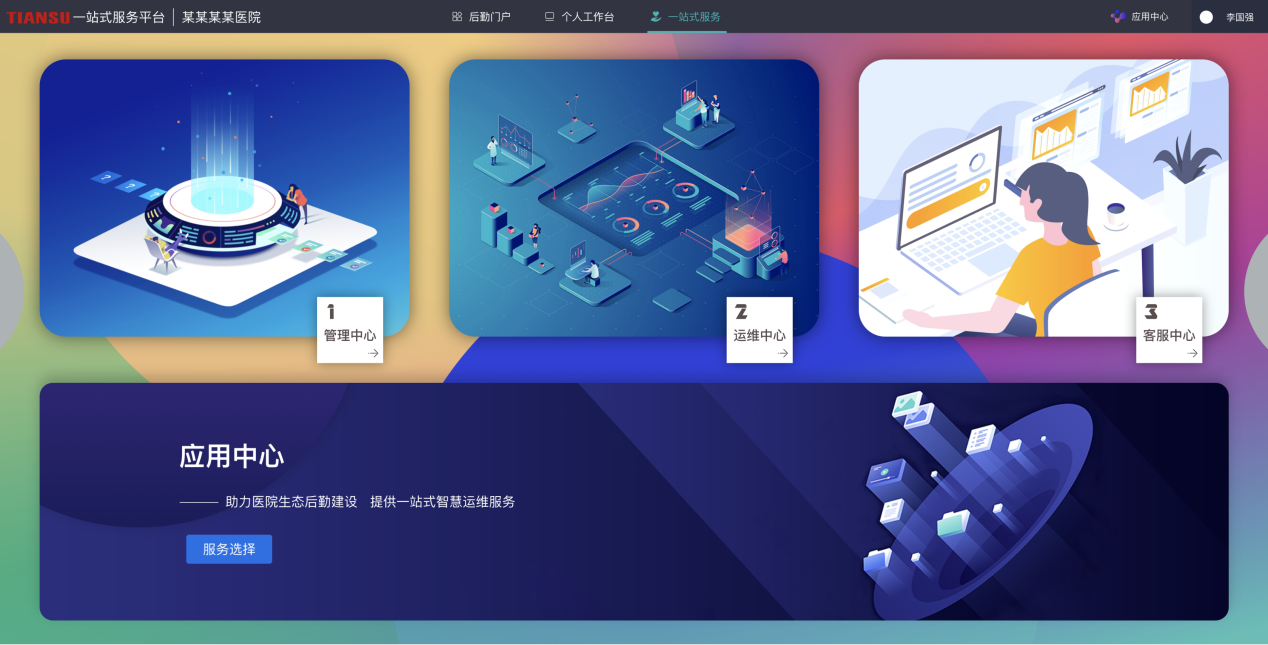 TIANSU 一站式服务平台 某某某某医院
后勤门户 个人工作台 一站式服务
应用中心 李国强
1
管理中心
2
运维中心
3
客服中心
应用中心
助力医院生态后勤建设 提供一站式智慧运维服务
服务选择